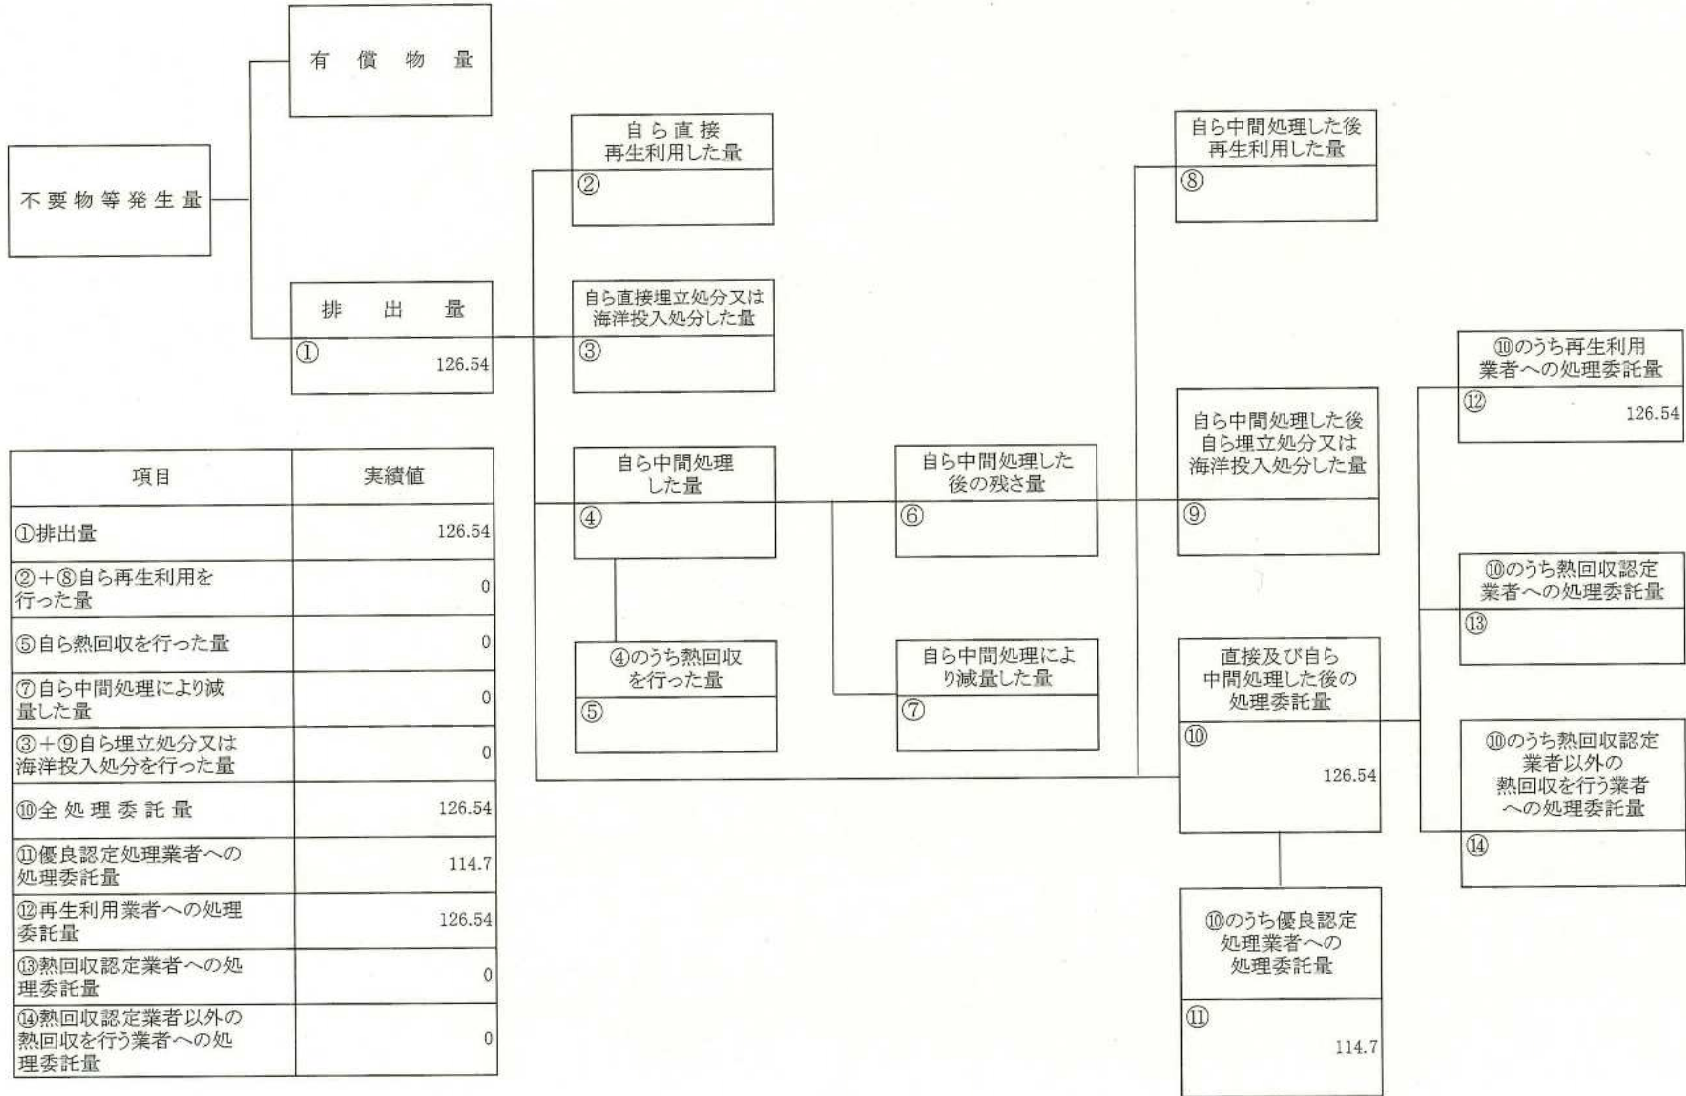 有償物量
不要物等発生量
排出量
①
126.54
自ら直接
再生利用した量
②
自ら直接埋立処分又は
海洋投入処分した量
③
自ら中間処理
した量
④
④のうち熱回収
を行った量
⑤
自ら中間処理した
後の残さ量
⑥
自ら中間処理によ
り減量した量
⑦
自ら中間処理した後
再生利用した量
⑧
自ら中間処理した後
自ら埋立処分又は
海洋投入処分した量
⑨
直接及び自ら
中間処理した後の
処理委託量
⑩
126.54
⑩のうち優良認定
処理業者への
処理委託量
⑪
114.7
⑩のうち再生利用
業者への処理委託量
⑫
126.54
⑩のうち熱回収認定
業者への処理委託量
⑬
⑩のうち熱回収認定
業者以外の
熱回収を行う業者
への処理委託量
⑭
項目 実績値
①排出量 126.54
②+⑧自ら再生利用を
行った量 0
⑤自ら熱回収を行った量 0
⑦自ら中間処理により減
量した量 0
③+⑨自ら埋立処分又は
海洋投入処分を行った量 0
⑩全処理委託量 126.54
⑪優良認定処理業者への
処理委託量 114.7
⑫再生利用業者への処理
委託量 126.54
⑬熱回収認定業者への処
理委託量 0
⑭熱回収認定業者以外の
熱回収を行う業者への処
理委託量 0